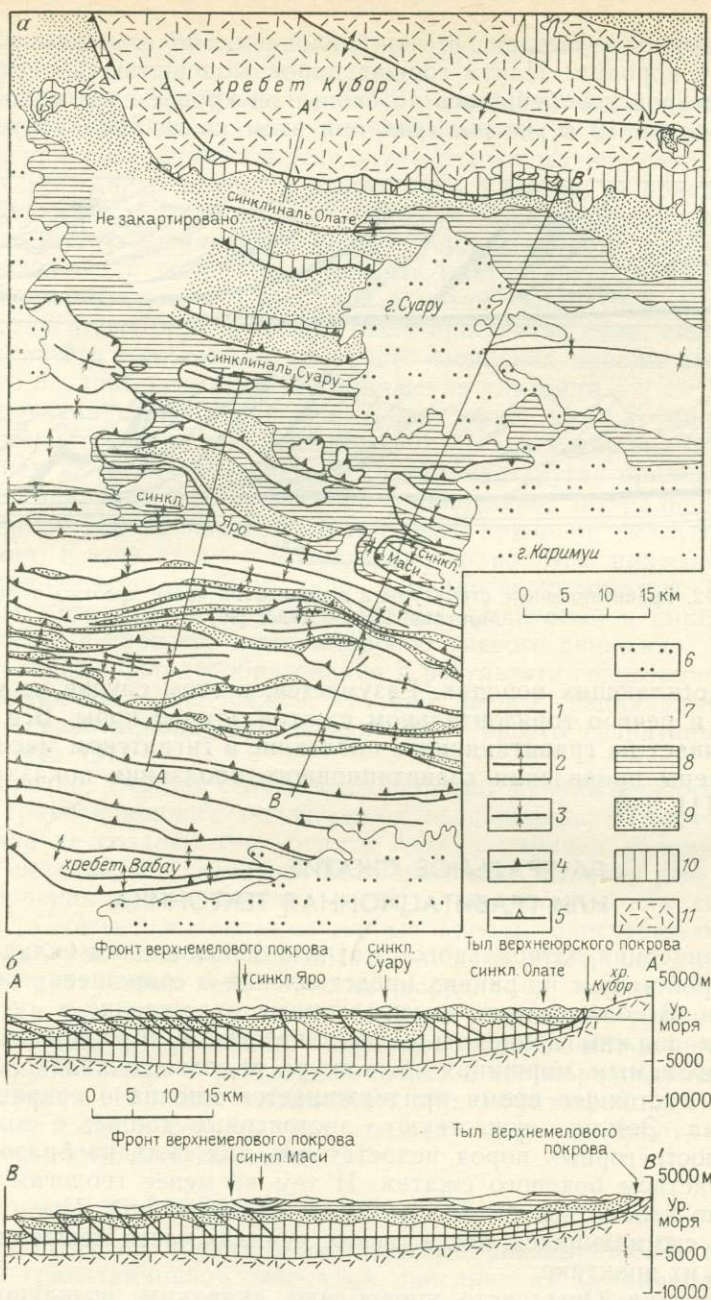 а
хребет Кубор
А'
В'
синклиналь Олате
Не закартировано
г. Суару
синклиналь Суару
синкл.
Яро
синкл.
Маси
г. Каримуи
0 5 10 15 км
А
В
хребет Вабау
1
2
3
4
5
6
7
8
9
10
11
Фронт верхнемелового покрова
синкл. Яро
синкл.
Суару
Тыл верхнеюрского покрова
синкл. Олате
хр.
Кубор
б
А
А'
5000 м
Ур.
моря
-5000
-10000
0 5 10 15 км
Фронт верхнемелового покрова
синкл. Маси
Тыл верхнемелового
покрова
В
В'
5000 м
Ур.
моря
-5000
-10000